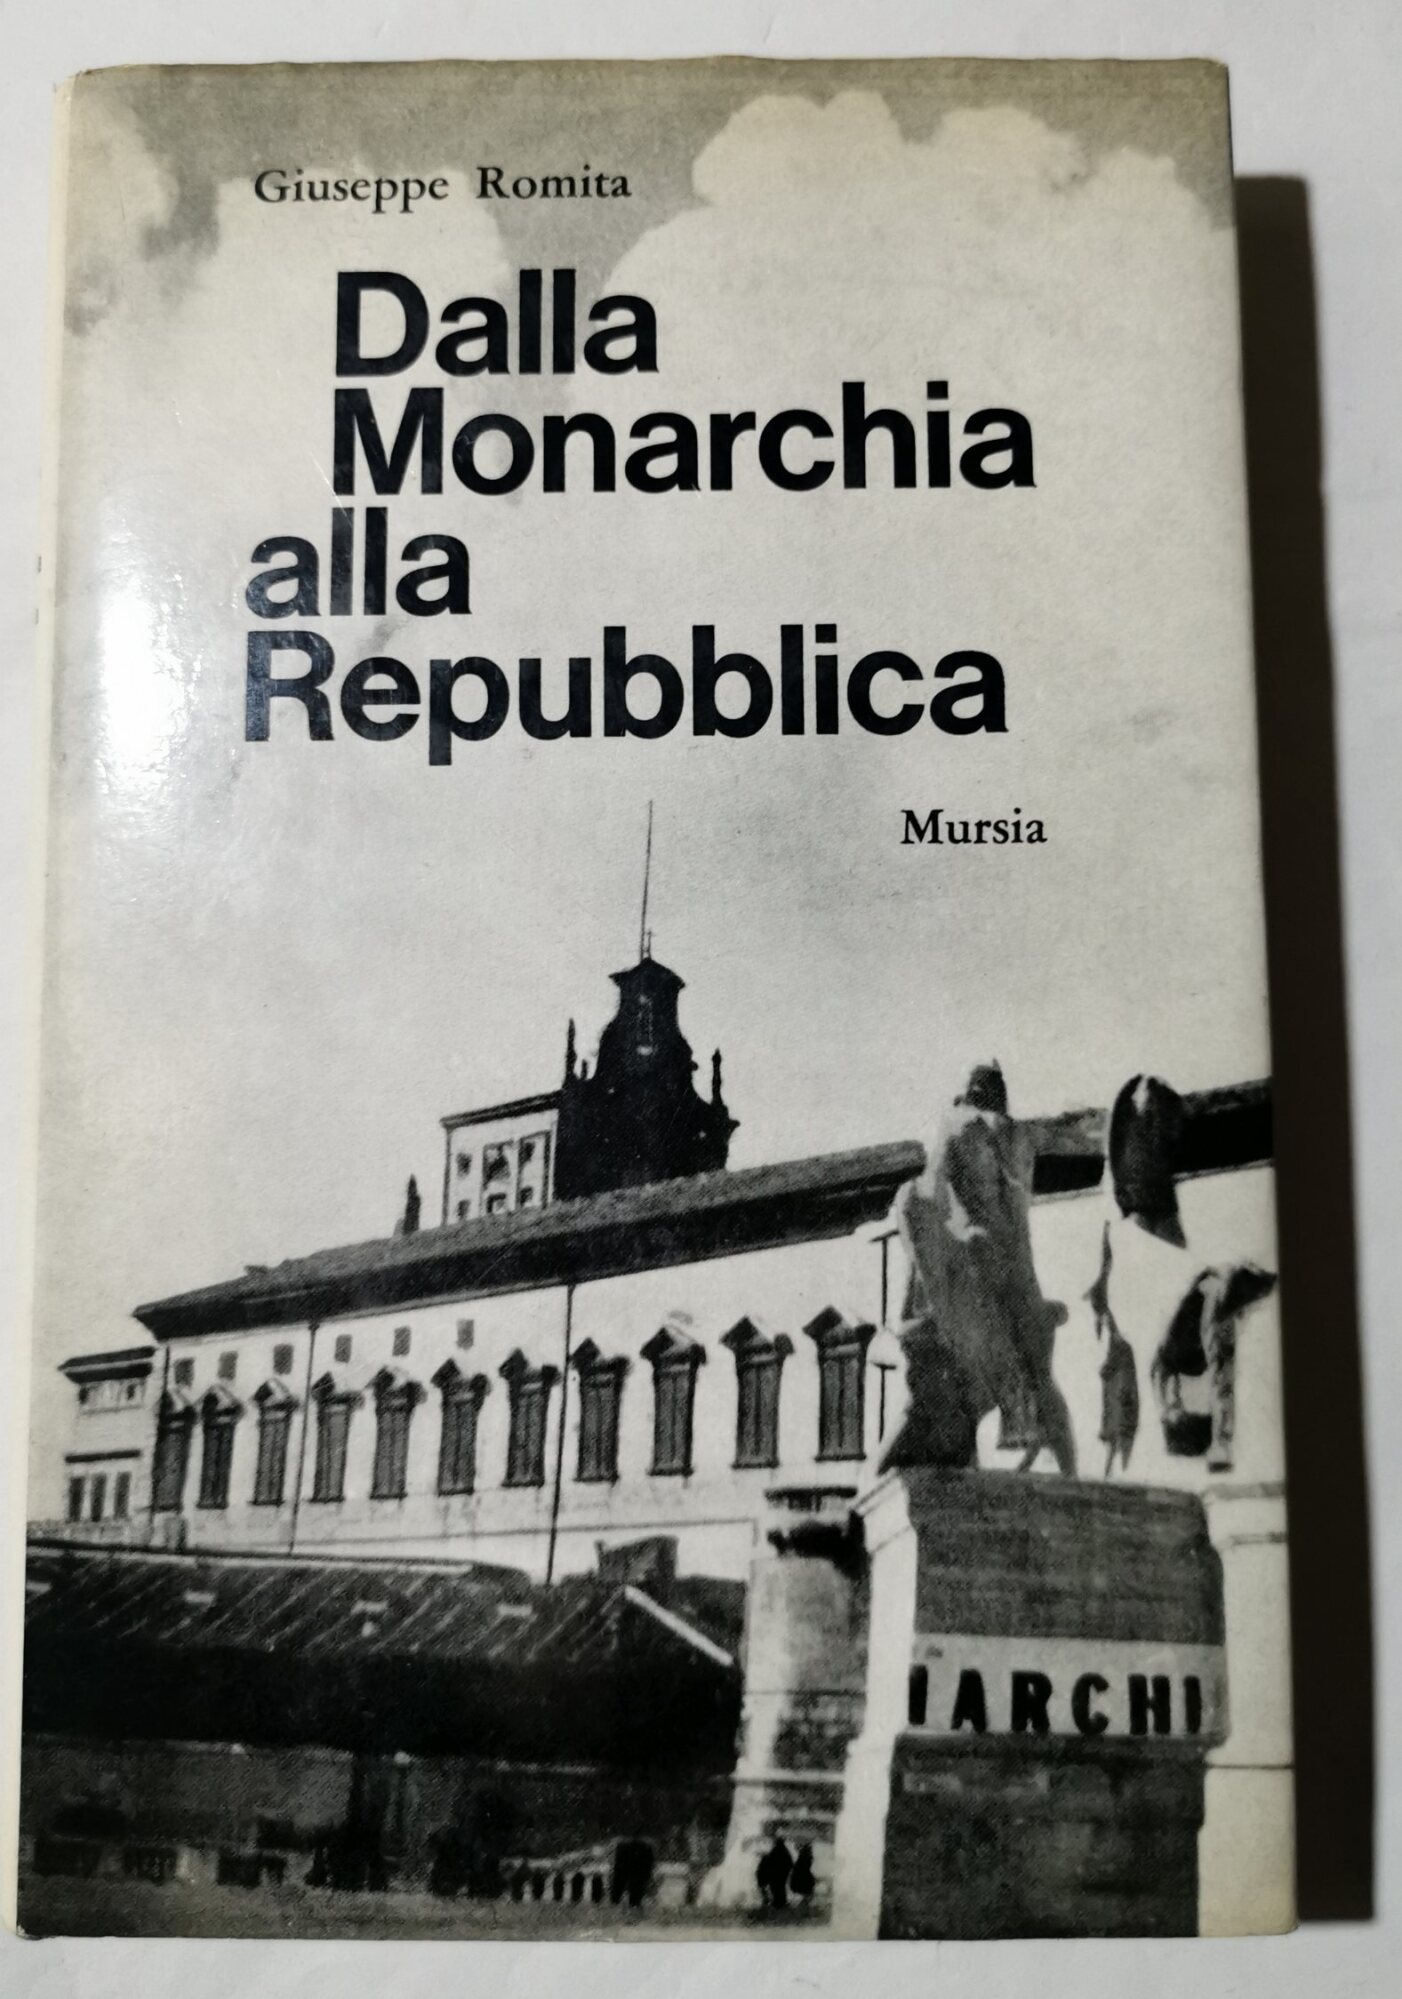 Giuseppe Romita
Dalla
Monarchia
alla
Repubblica
Mursia
ARCHI